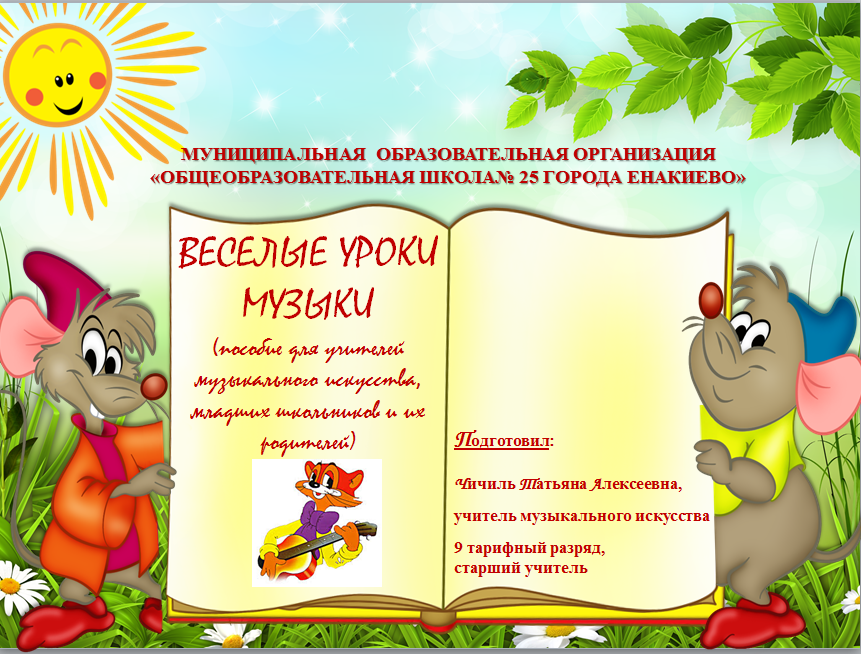 МУНИЦИПАЛЬНАЯ ОБРАЗОВАТЕЛЬНАЯ ОРГАНИЗАЦИЯ
«ОБЩЕОБРАЗОВАТЕЛЬНАЯ ШКОЛА№ 25 ГОРОДА ЕНАКИЕВО»
ВЕСЕЛЫЕ УРОКИ
МУЗЫКИ
(пособие для учителей
музыкального искусства,
младших школьников и их
родителей)
Подготовил:
Чичиль Татьяна Алексеевна,
учитель музыкального искусства
9 тарифный разряд,
старший учитель